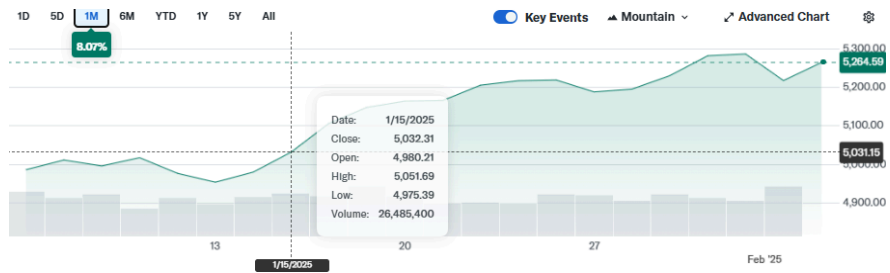 1D 5D 1M 6M YTD 1Y 5Y All Key Events Mountain Advanced Chart
8.07%
5,300.00
5,264.59
5,200.00
Date: 1/15/2025
Close: 5,032.31
Open: 4,980.21
High: 5,051.69
Low: 4,975.39
Volume: 26,485,400
5,100.00
5,031.15
5,000.00
4,900.00
13 20 27
Feb '25
1/15/2025